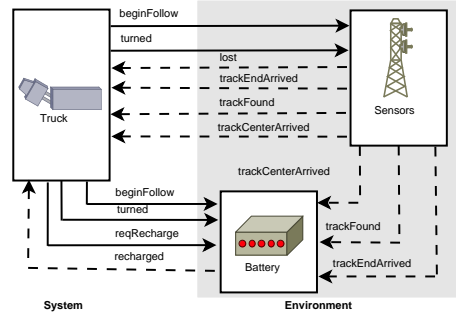 beginFollow
turned
lost
trackEndArrived
trackFound
trackCenterArrived
Truck
Sensors
trackCenterArrived
beginFollow
turned
reqRecharge
recharged
trackFound
trackEndArrived
Battery
System
Environment